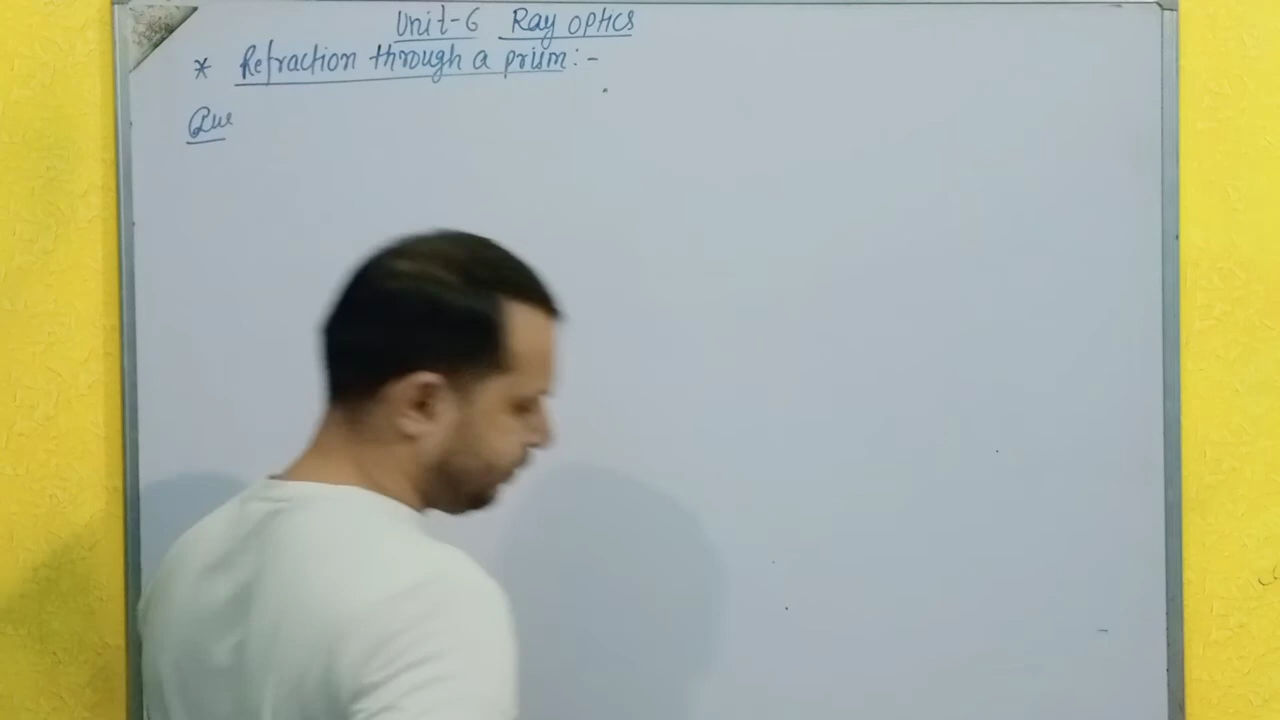 Unit-6 Ray optics
* Refraction through a prism:-
Que